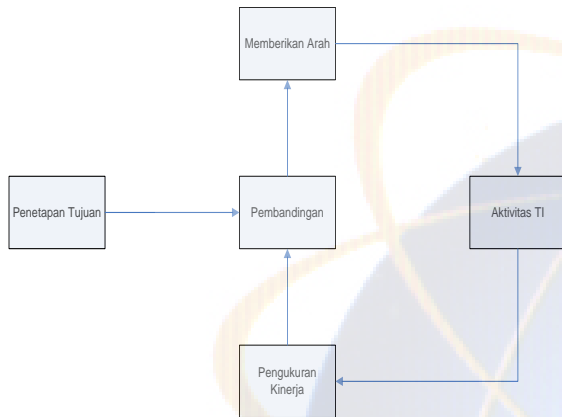 Memberikan Arah
Penetapan Tujuan
Pembandingan
Aktivitas TI
Pengukuran
Kinerja